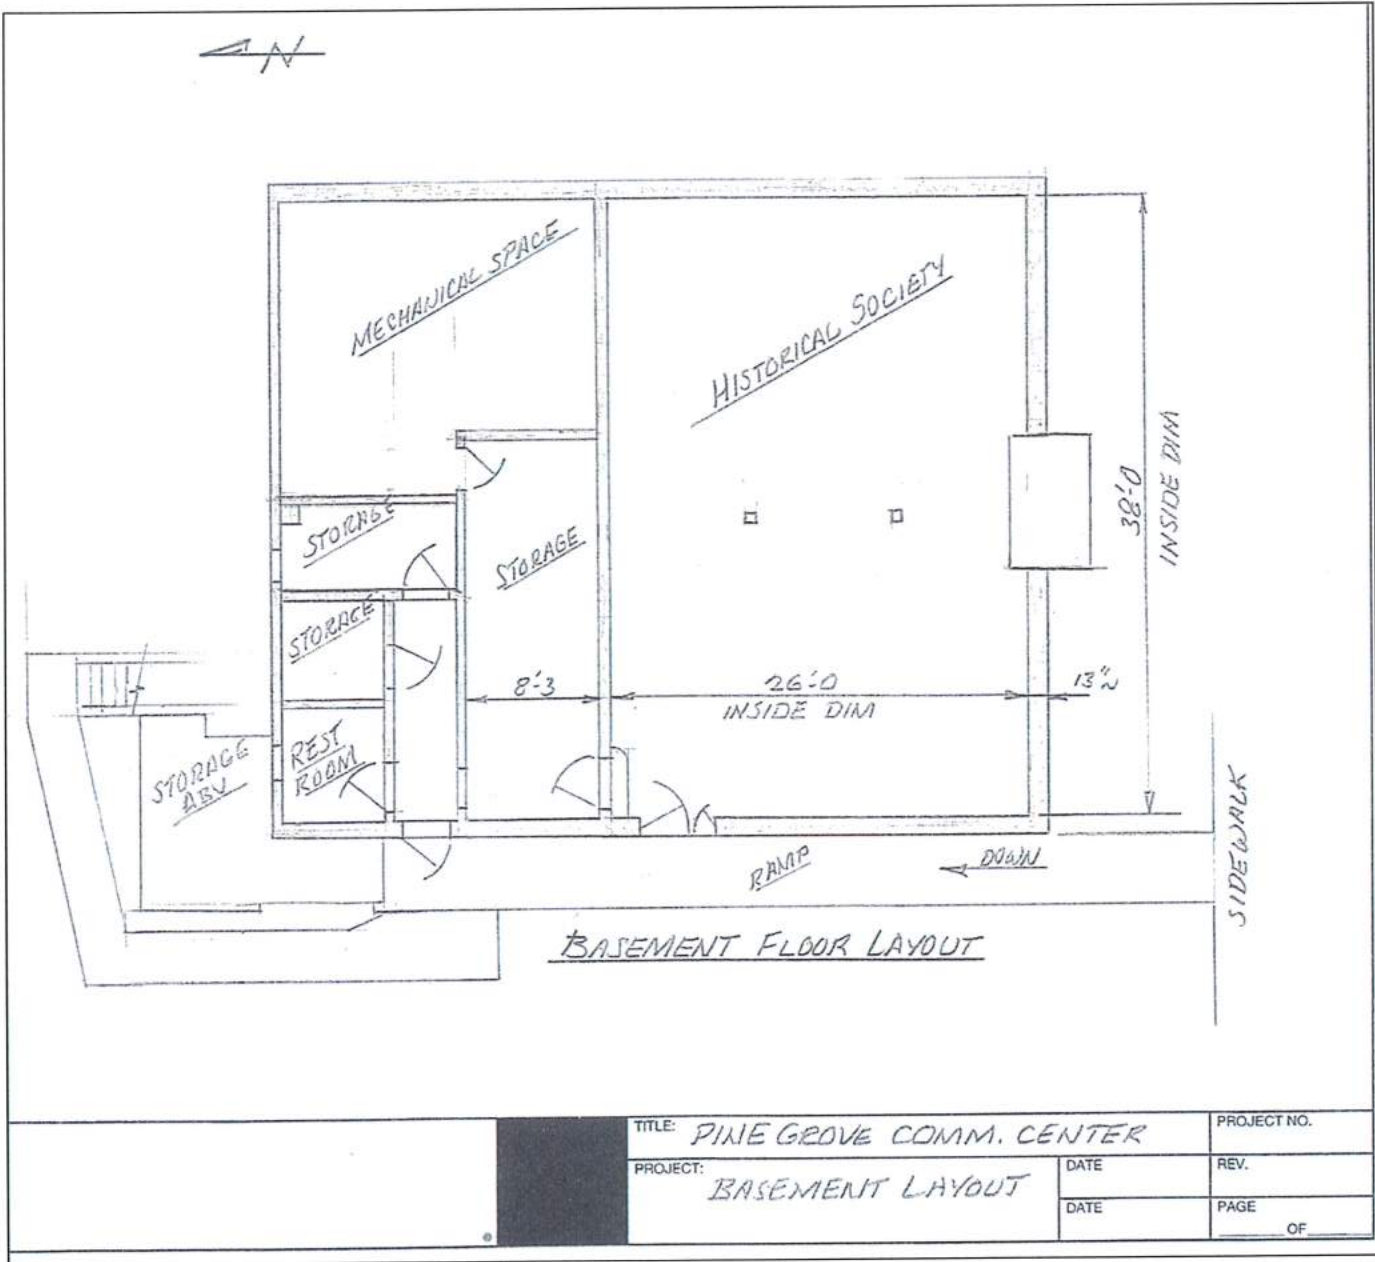 N
MECHANICAL SPACE
HISTORICAL SOCIETY
STORAGE
STORAGE
STORAGE
38'-0
INSIDE DIM
8'-3
26'-0
INSIDE DIM
13"~
REST
ROOM
STORAGE
ABV
RAMP
DOWN
SIDEWALK
BASEMENT FLOOR LAYOUT
TITLE: PINE GROVE COMM. CENTER
PROJECT NO.
PROJECT: BASEMENT LAYOUT
DATE
REV.
DATE
PAGE
OF